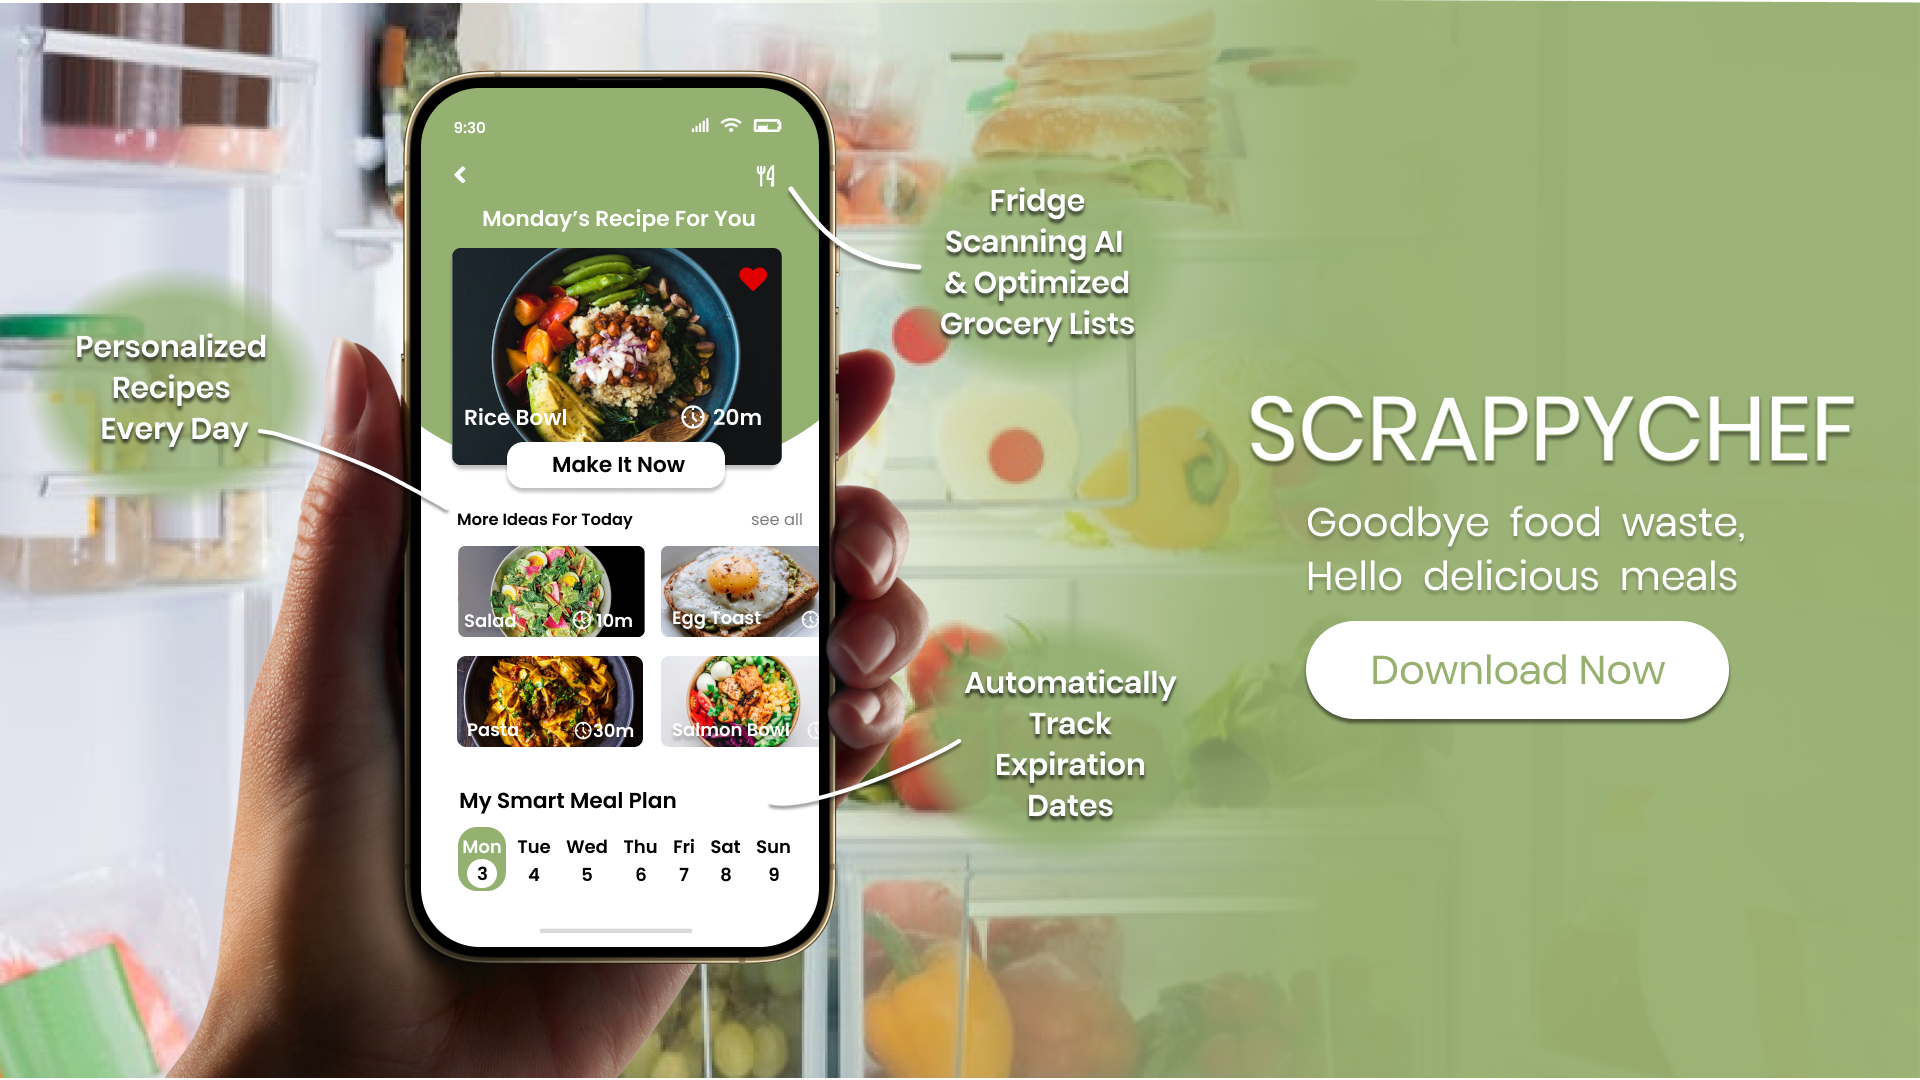 9:30
Monday’s Recipe For You
Rice Bowl
20m
Make It Now
More Ideas For Today
see all
Salad
10m
Egg Toast
Pasta
30m
Salmon Bowl
My Smart Meal Plan
Mon Tue Wed Thu Fri Sat Sun
3 4 5 6 7 8 9
Personalized
Recipes
Every Day
Fridge
Scanning AI
& Optimized
Grocery Lists
Automatically
Track
Expiration
Dates
SCRAPPYCHEF
Goodbye food waste,
Hello delicious meals
Download Now